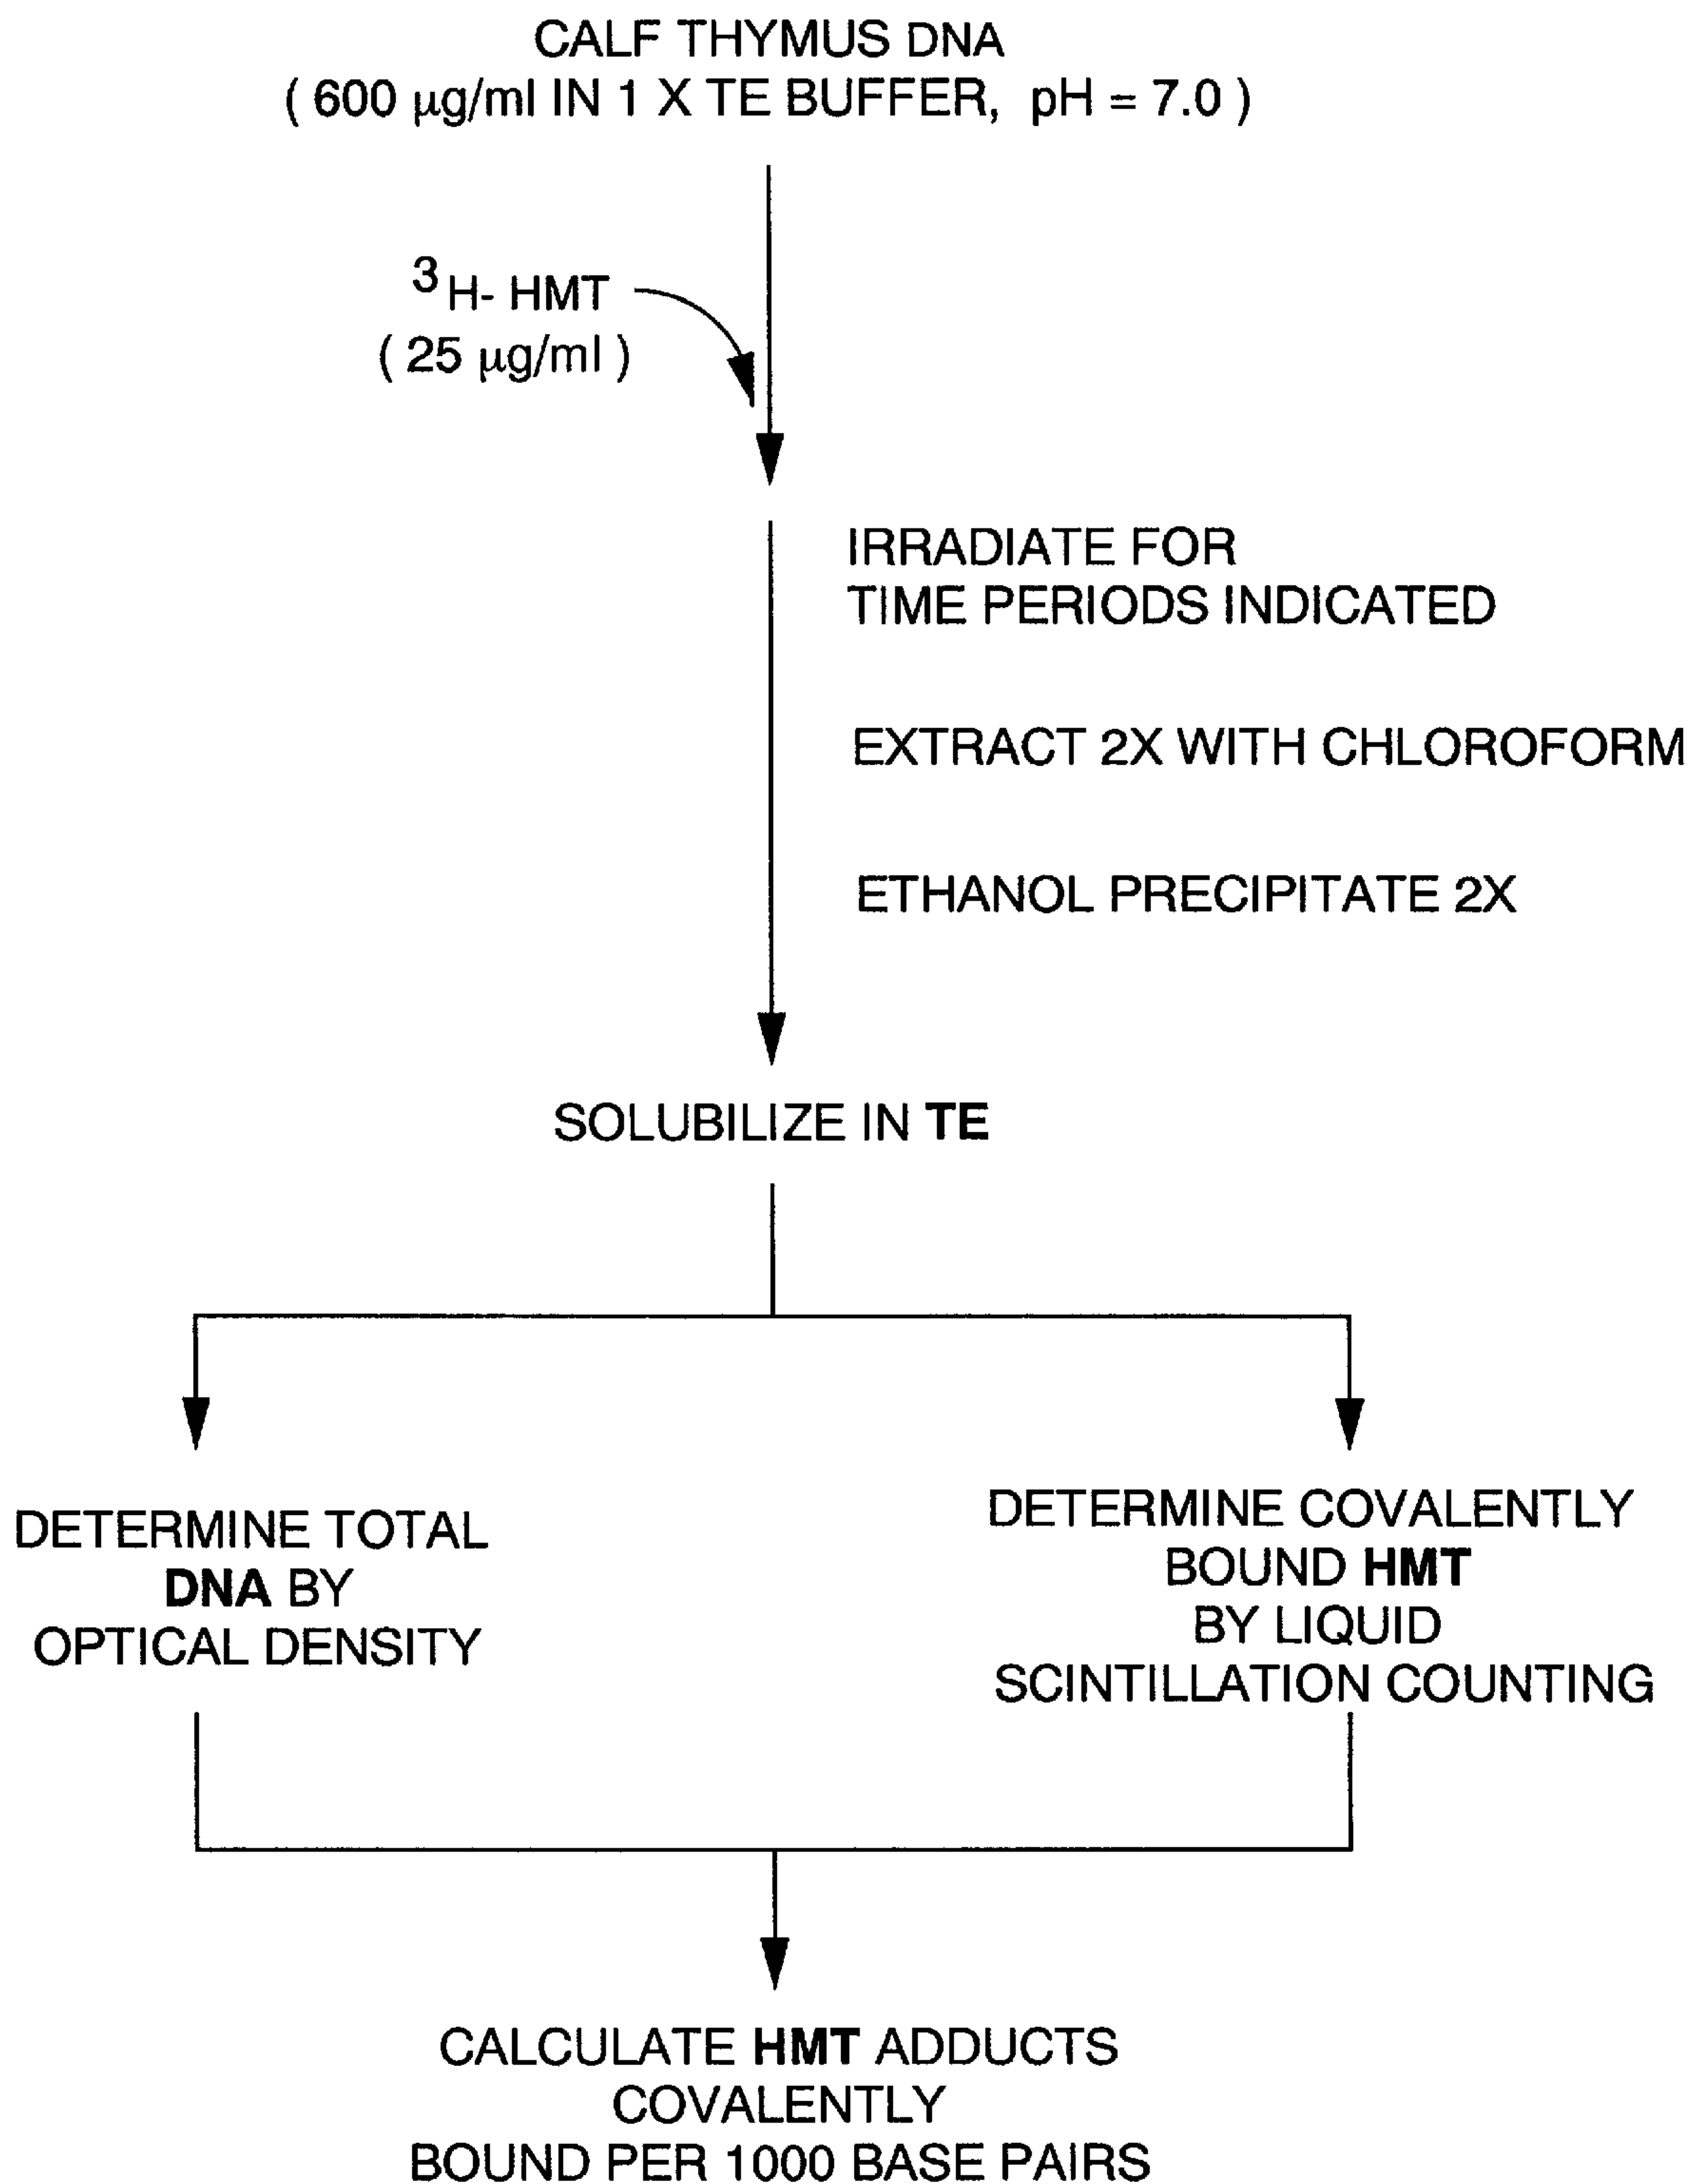 CALF THYMUS DNA
( 600 µg/ml IN 1 X TE BUFFER, pH = 7.0 )
³H- HMT
( 25 µg/ml )
IRRADIATE FOR
TIME PERIODS INDICATED
EXTRACT 2X WITH CHLOROFORM
ETHANOL PRECIPITATE 2X
SOLUBILIZE IN TE
DETERMINE TOTAL
DNA BY
OPTICAL DENSITY
DETERMINE COVALENTLY
BOUND HMT
BY LIQUID
SCINTILLATION COUNTING
CALCULATE HMT ADDUCTS
COVALENTLY
BOUND PER 1000 BASE PAIRS